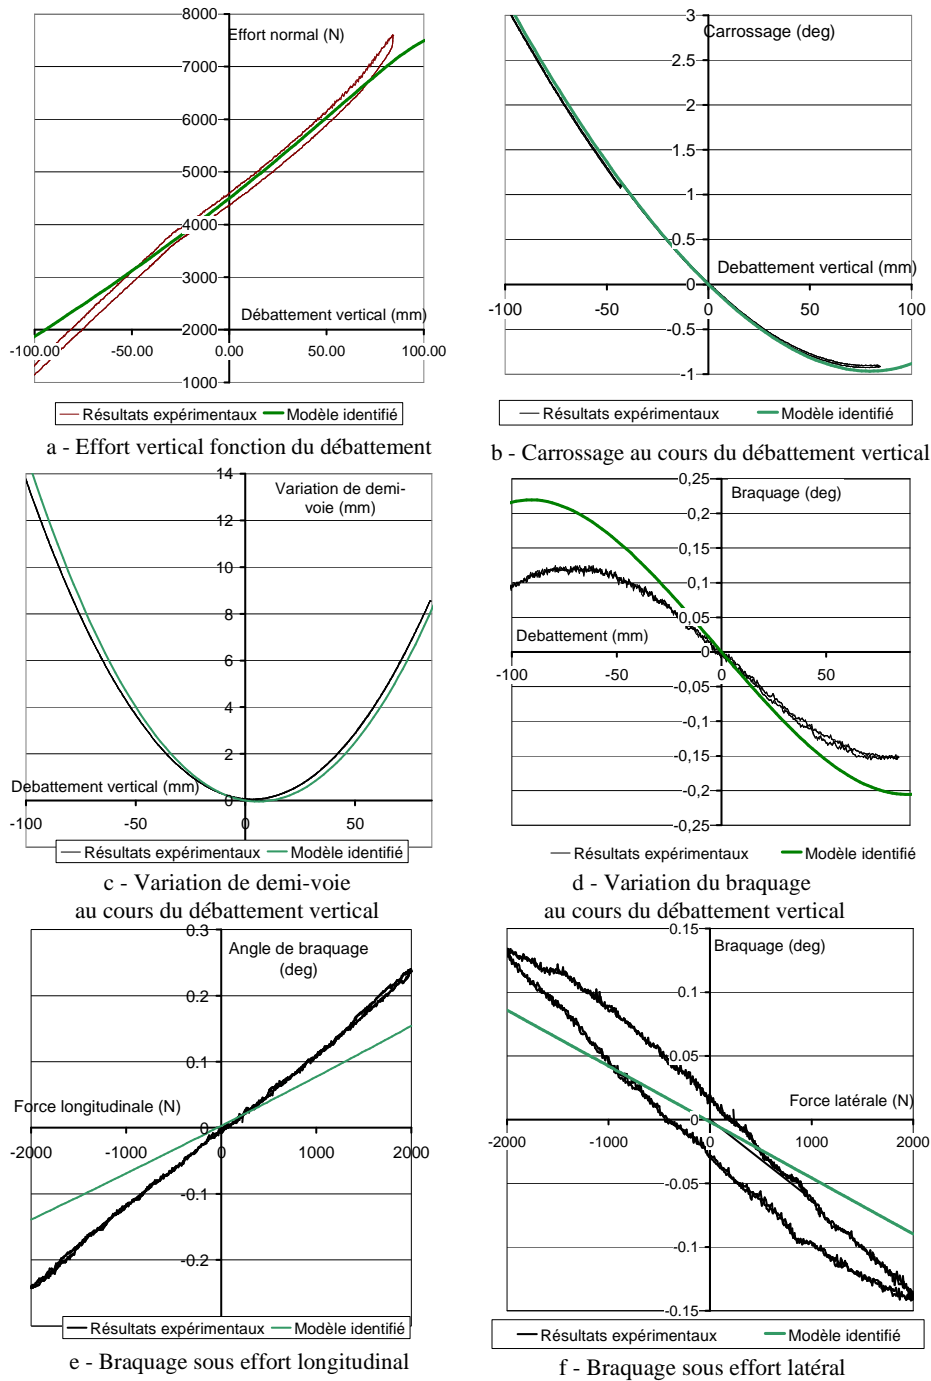 8000
7000
6000
5000
4000
3000
2000
1000
Effort normal (N)
Débattement vertical (mm)
-100.00
-50.00
0.00
50.00
100.00
Résultats expérimentaux
Modèle identifié
a - Effort vertical fonction du débattement
3
2.5
2
1.5
1
0.5
0
-0.5
-1
Carrossage (deg)
Debattement vertical (mm)
-100
-50
0
50
100
Résultats expérimentaux
Modèle identifié
b - Carrossage au cours du débattement vertical
14
12
10
8
6
4
2
0
Variation de demi-
voie (mm)
Debattement vertical (mm)
-100
-50
0
50
Résultats expérimentaux
Modèle identifié
c - Variation de demi-voie
au cours du débattement vertical
0,25
0,2
0,15
0,1
0,05
0
-0,05
-0,1
-0,15
-0,2
-0,25
Braquage (deg)
Debattement (mm)
-100
-50
0
50
Résultats expérimentaux
Modèle identifié
d - Variation du braquage
au cours du débattement vertical
0.3
0.2
0.1
0
-0.1
-0.2
Angle de braquage
(deg)
Force longitudinale (N)
-2000
-1000
0
1000
2000
Résultats expérimentaux
Modèle identifié
e - Braquage sous effort longitudinal
0.15
0.1
0.05
0
-0.05
-0.1
-0.15
Braquage (deg)
Force latérale (N)
-2000
-1000
0
1000
2000
Résultats expérimentaux
Modèle identifié
f - Braquage sous effort latéral